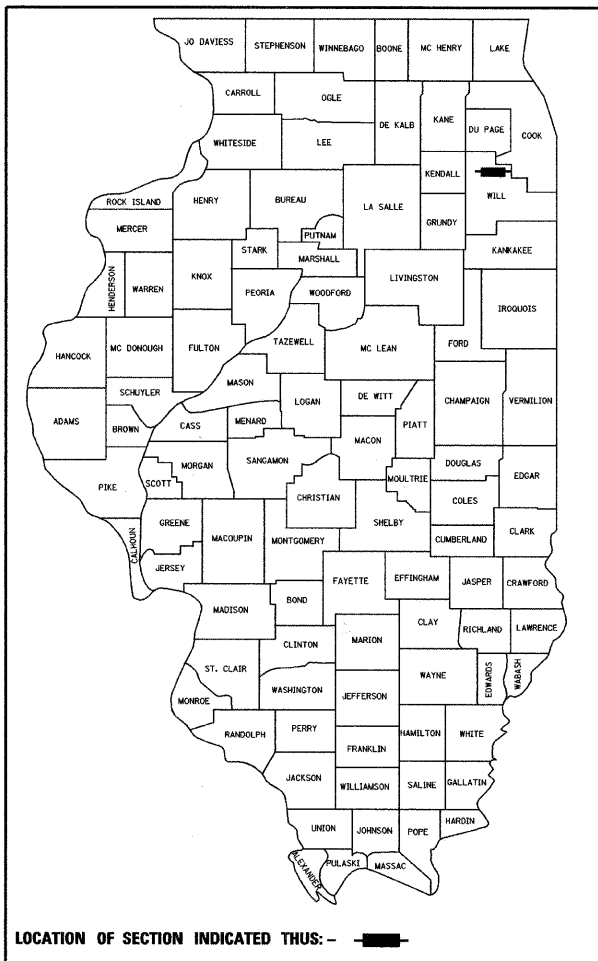 JO DAVIESS
STEPHENSON
WINNEBAGO
BOONE
MC HENRY
LAKE
CARROLL
OGLE
DE KALB
KANE
DU PAGE
COOK
WHITESIDE
LEE
KENDALL
WILL
ROCK ISLAND
HENRY
BUREAU
LA SALLE
GRUNDY
MERCER
PUTNAM
KANKAKEE
STARK
MARSHALL
HENDERSON
WARREN
KNOX
PEORIA
WOODFORD
LIVINGSTON
IROQUOIS
HANCOCK
MC DONOUGH
FULTON
TAZEWELL
MC LEAN
FORD
SCHUYLER
MASON
LOGAN
DE WITT
CHAMPAIGN
VERMILION
ADAMS
BROWN
CASS
MENARD
PIATT
MACON
SANGAMON
MORGAN
DOUGLAS
EDGAR
PIKE
SCOTT
CHRISTIAN
MOULTRIE
COLES
GREENE
SHELBY
CUMBERLAND
CLARK
CALHOUN
MACOUPIN
MONTGOMERY
JERSEY
FAYETTE
EFFINGHAM
JASPER
CRAWFORD
MADISON
BOND
CLAY
RICHLAND
LAWRENCE
CLINTON
MARION
ST. CLAIR
WAYNE
EDWARDS
WABASH
WASHINGTON
JEFFERSON
MONROE
RANDOLPH
PERRY
HAMILTON
WHITE
FRANKLIN
JACKSON
WILLIAMSON
SALINE
GALLATIN
UNION
JOHNSON
POPE
HARDIN
ALEXANDER
PULASKI
MASSAC
LOCATION OF SECTION INDICATED THUS: -